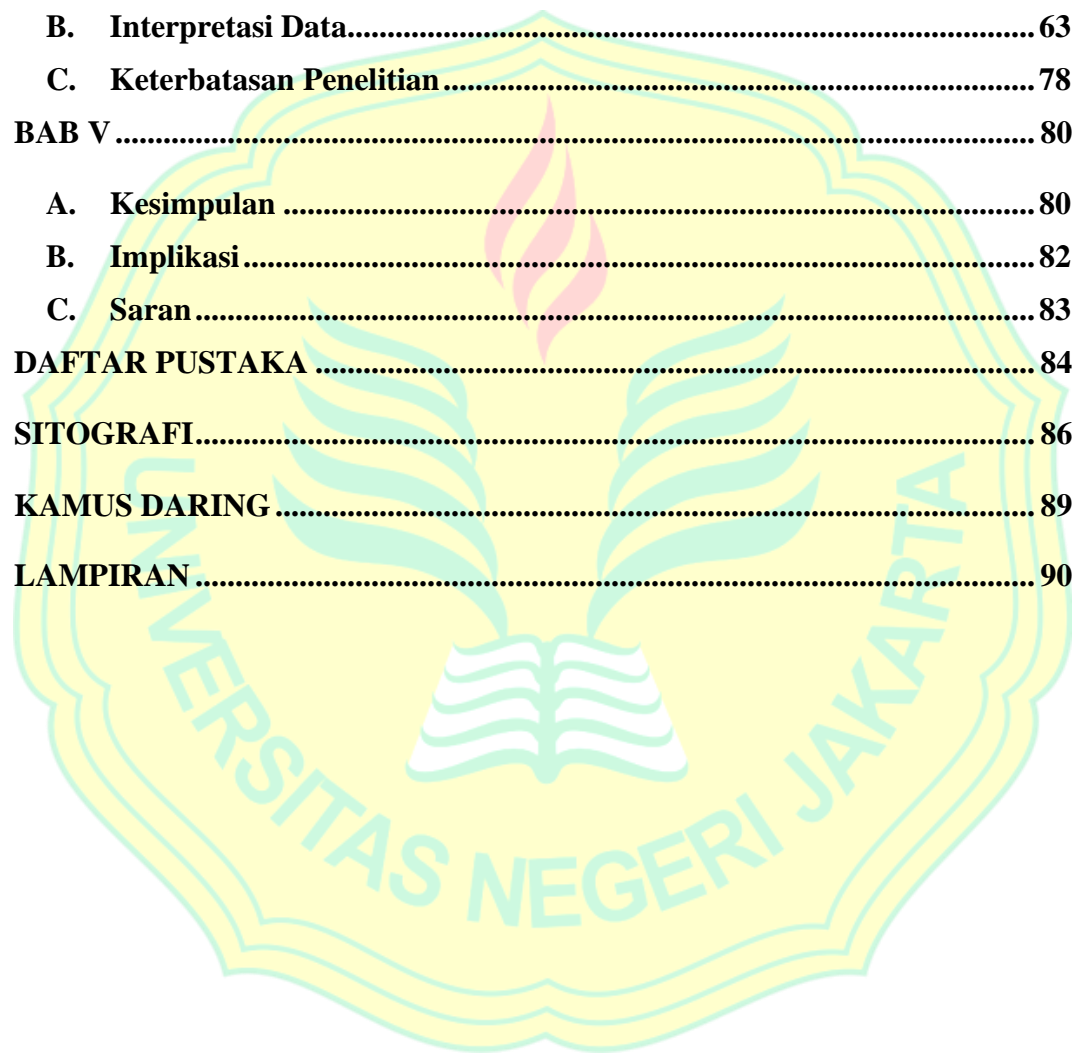 B. Interpretasi Data.......................................................................................63
C. Keterbatasan Penelitian...........................................................................78
BAB V....................................................................................................................80
A. Kesimpulan...............................................................................................80
B. Implikasi....................................................................................................82
C. Saran..........................................................................................................83
DAFTAR PUSTAKA...........................................................................................84
SITOGRAFI..........................................................................................................86
KAMUS DARING................................................................................................89
LAMPIRAN..........................................................................................................90
UNIVERSITAS NEGERI JAKARTA